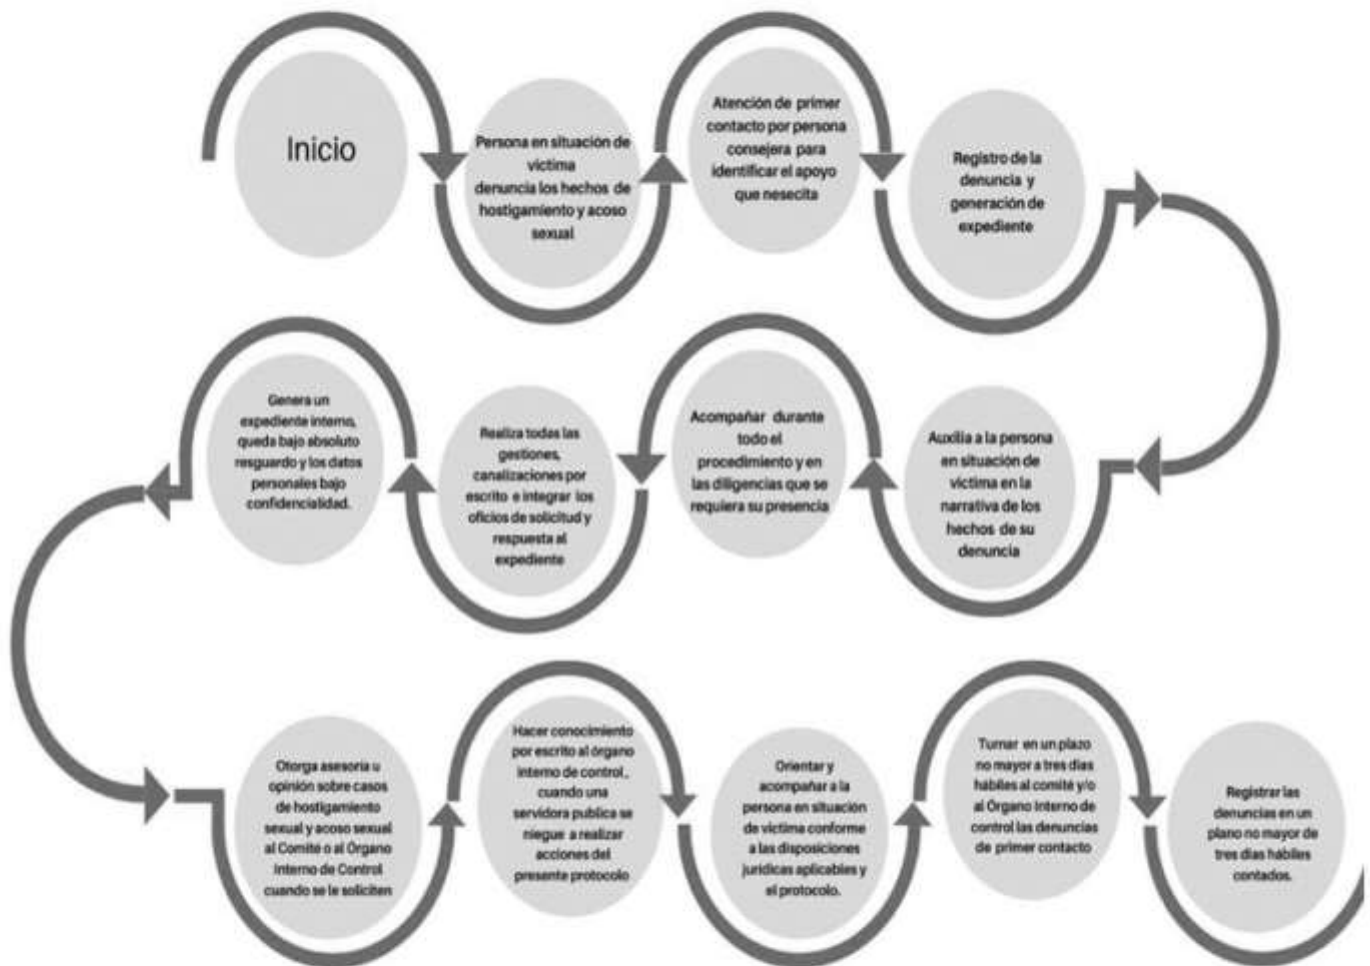 Inicio
Persona en situación de
víctima
denuncia los hechos de
hostigamiento y acoso
sexual
Atención de primer
contacto por persona
consejera para
identificar el apoyo
que nesecita
Registro de la
denuncia y
generación de
expediente
Auxilia a la persona
en situación de
víctima en la
narrativa de los
hechos de su
denuncia
Acompañar durante
todo el
procedimiento y en
las diligencias que se
requiera su presencia
Realiza todas las
gestiones,
canalizaciones por
escrito e integrar los
oficios de solicitud y
respuesta al
expediente
Genera un
expediente interno,
queda bajo absoluto
resguardo y los datos
personales bajo
confidencialidad.
Otorga asesoría u
opinión sobre casos
de hostigamiento
sexual y acoso sexual
al Comité o al Órgano
Interno de Control
cuando se le soliciten
Hacer conocimiento
por escrito al órgano
interno de control,
cuando una
servidora publica se
niegue a realizar
acciones del
presente protocolo
Orientar y
acompañar a la
persona en situación
de víctima conforme
a las disposiciones
jurídicas aplicables y
el protocolo.
Turnar en un plazo
no mayor a tres días
hábiles al comité y/o
al Órgano Interno de
control las denuncias
de primer contacto
Registrar las
denuncias en un
plano no mayor de
tres días hábiles
contados.